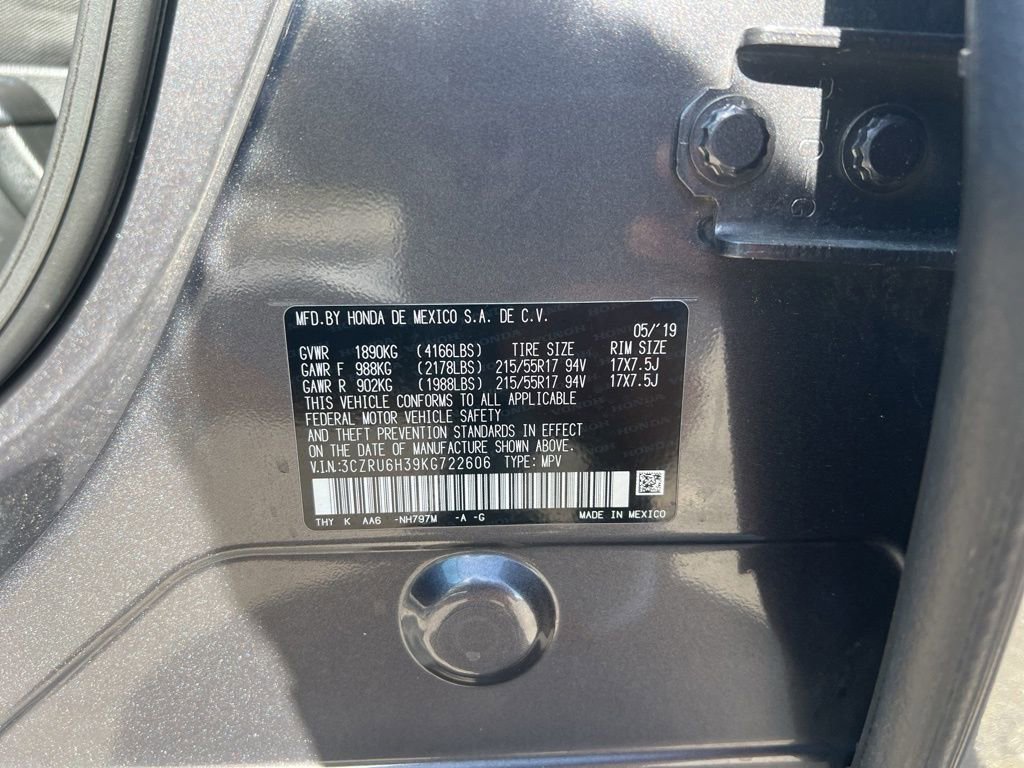 MFD.BY HONDA DE MEXICO S.A. DE C.V.
05/'19
GVWR 1890KG (4166LBS) TIRE SIZE RIM SIZE
GAWR F 988KG (2178LBS) 215/55R17 94V 17X7.5J
GAWR R 902KG (1988LBS) 215/55R17 94V 17X7.5J
THIS VEHICLE CONFORMS TO ALL APPLICABLE
FEDERAL MOTOR VEHICLE SAFETY
AND THEFT PREVENTION STANDARDS IN EFFECT
ON THE DATE OF MANUFACTURE SHOWN ABOVE.
V.I.N.:3CZRU6H39KG722606 TYPE: MPV
THY K AA6 -NH797M -A -G MADE IN MEXICO